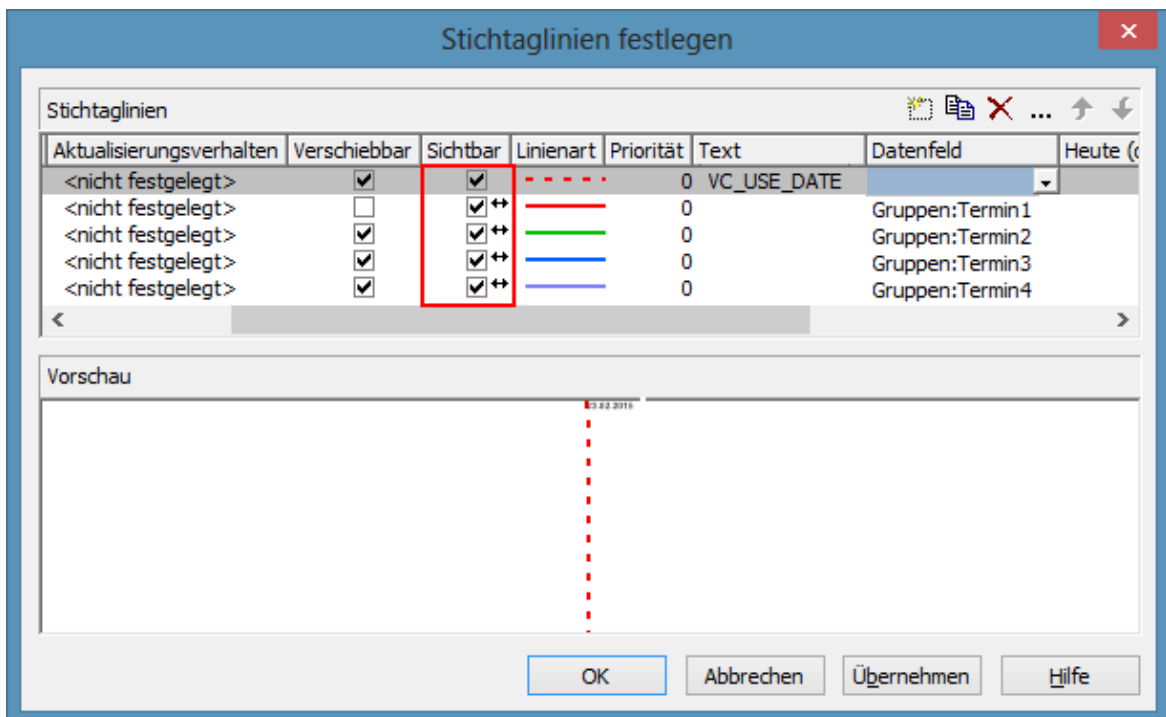 Stichtaglinien festlegen
Stichtaglinien ...
Aktualisierungsverhalten Verschiebbar Sichtbar Linienart Priorität Text Datenfeld Heute (
<nicht festgelegt> 0 VC_USE_DATE
<nicht festgelegt> 0 Gruppen:Termin1
<nicht festgelegt> 0 Gruppen:Termin2
<nicht festgelegt> 0 Gruppen:Termin3
<nicht festgelegt> 0 Gruppen:Termin4
Vorschau
OK Abbrechen Übernehmen Hilfe